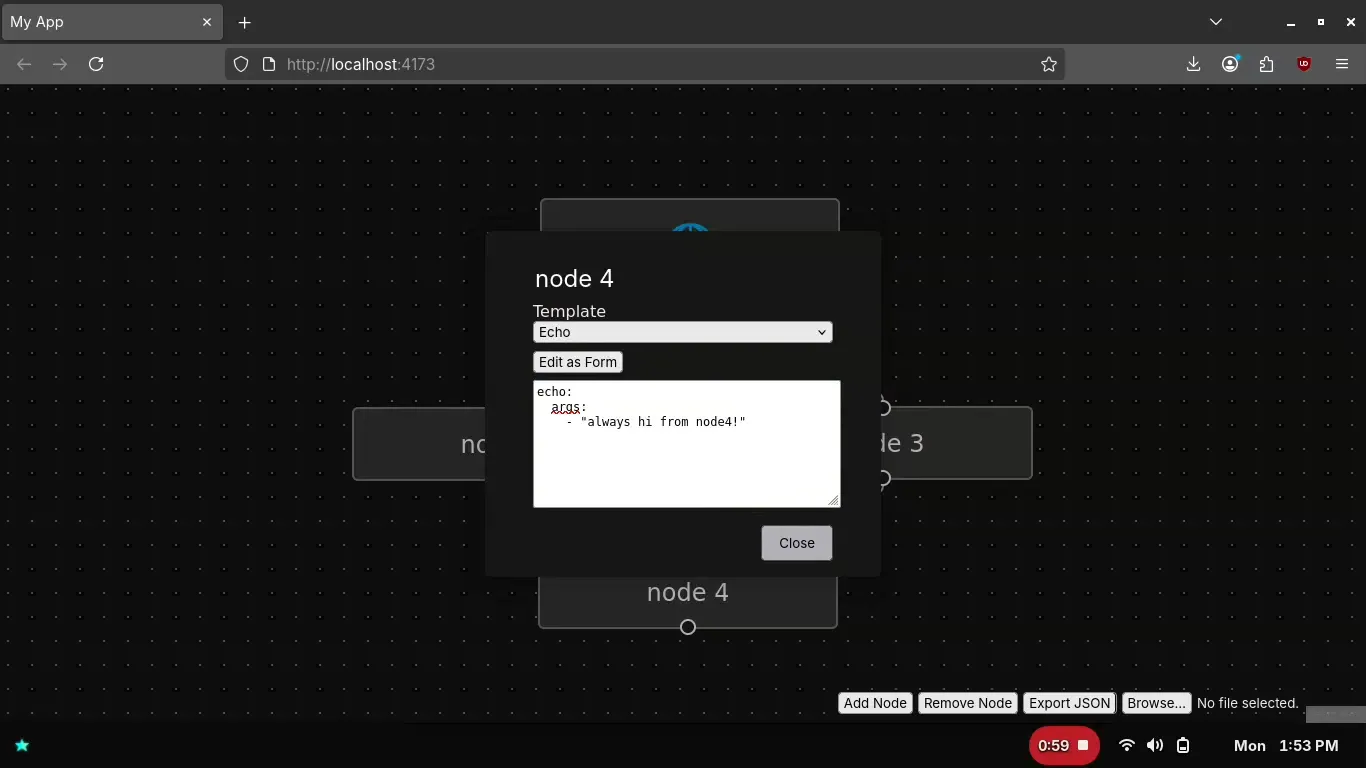 My App
http://localhost:4173
node 4
Template
Echo
Edit as Form
echo:
  args:
    - "always hi from node4!"
Close
de 3
node 4
Add Node Remove Node Export JSON Browse... No file selected.
0:59 Mon 1:53 PM